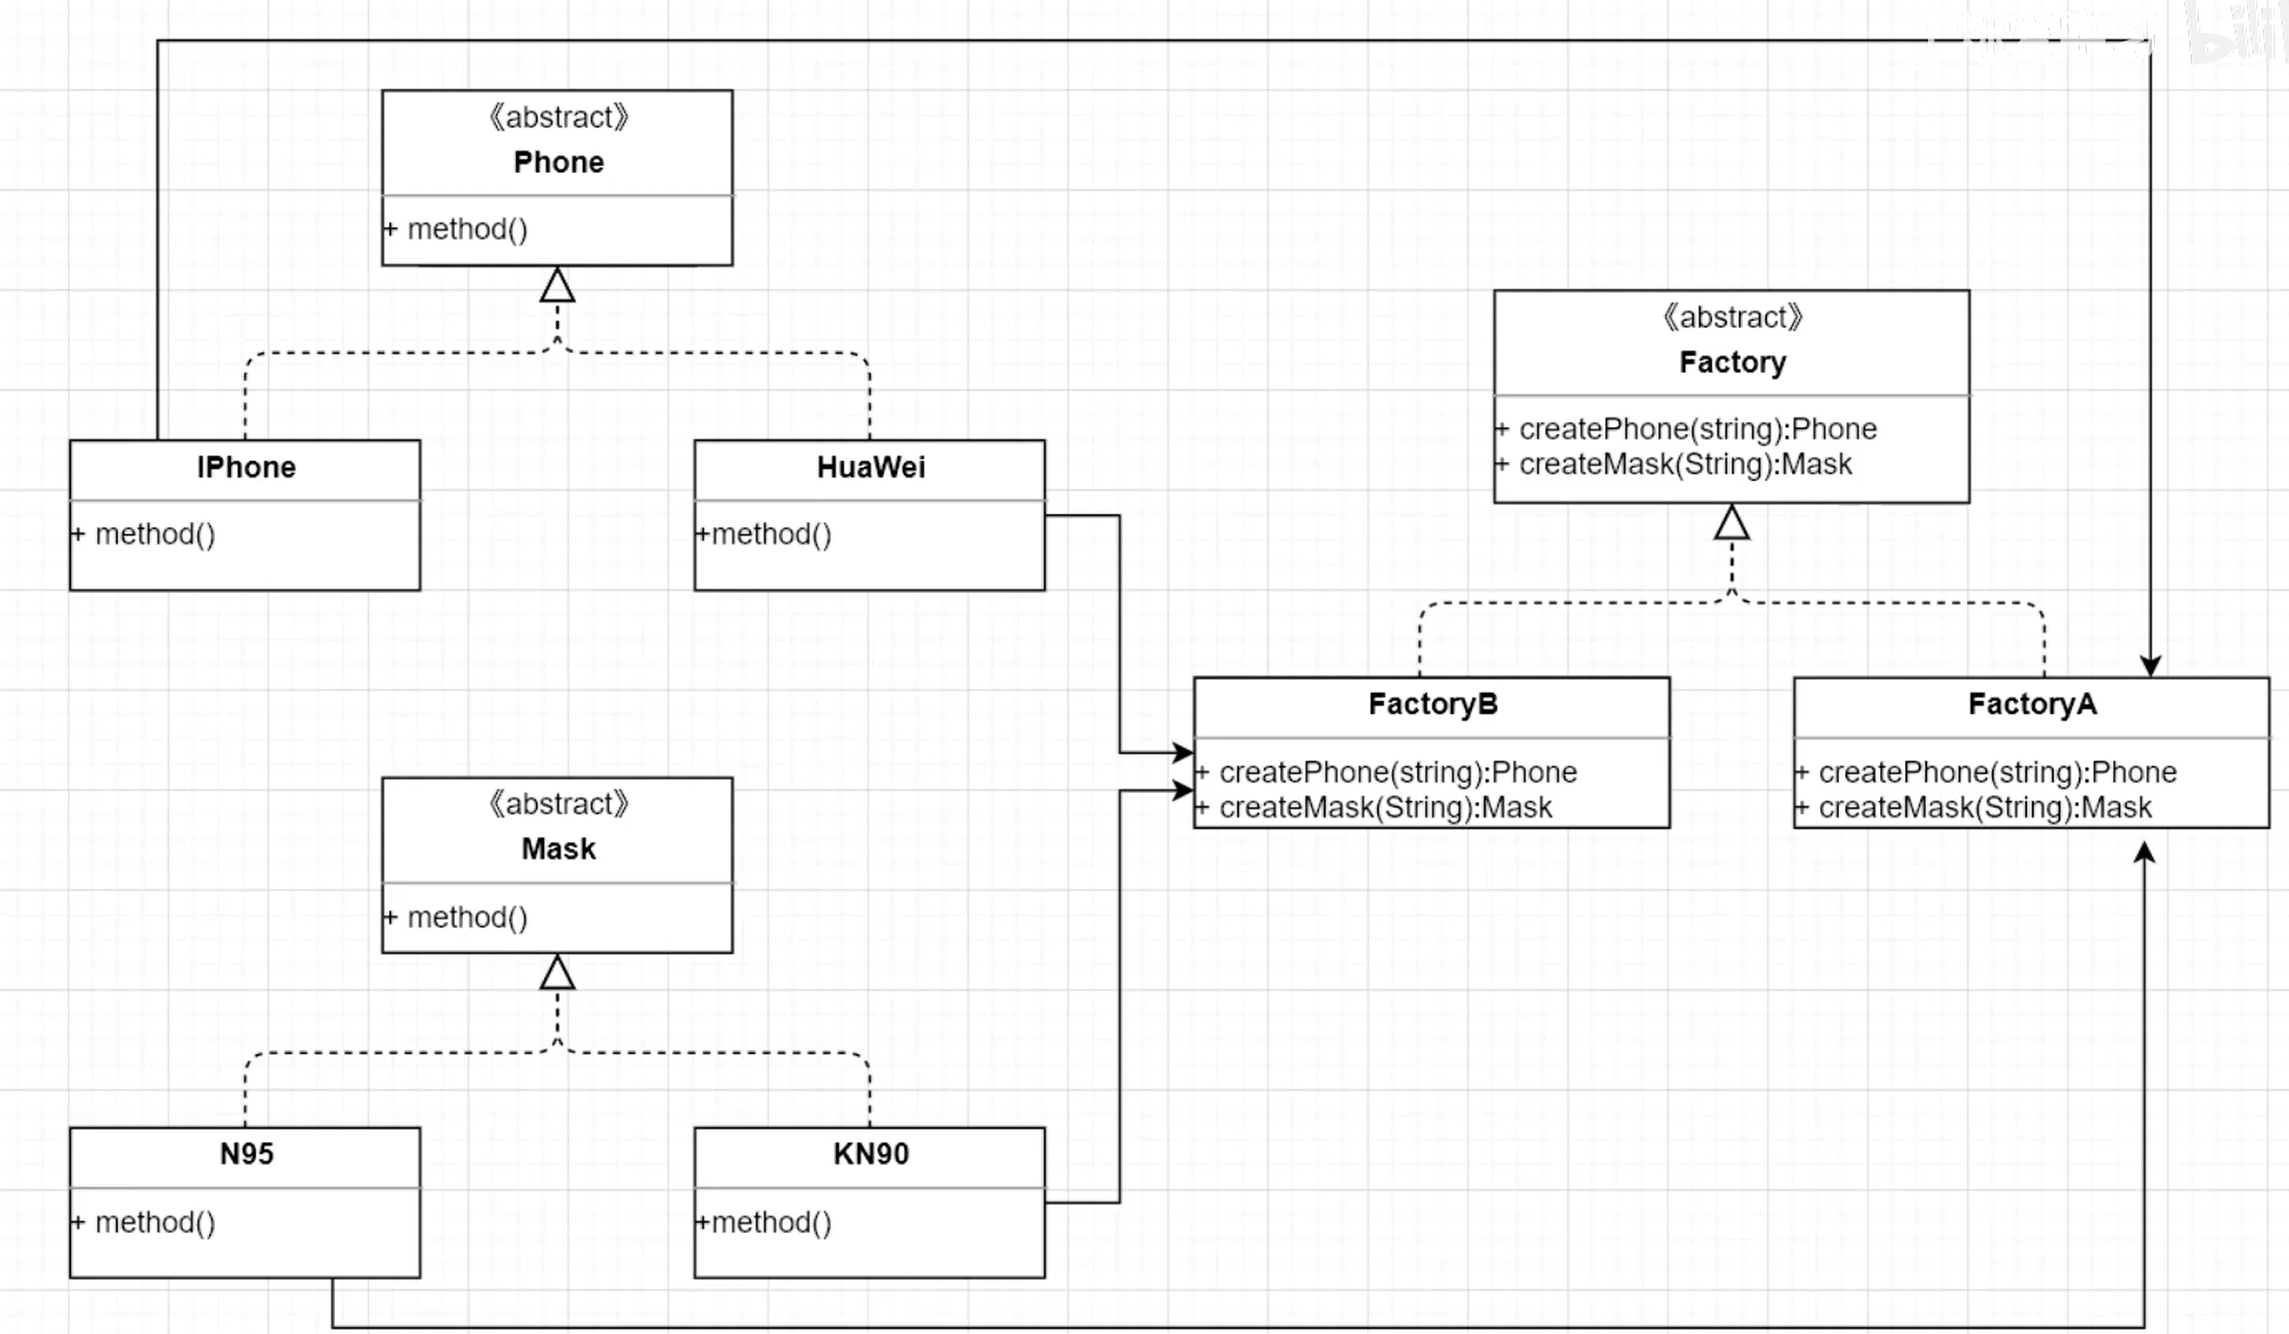 《abstract》
Phone
+ method()
IPhone
+ method()
HuaWei
+method()
《abstract》
Factory
+ createPhone(string):Phone
+ createMask(String):Mask
FactoryB
+ createPhone(string):Phone
+ createMask(String):Mask
FactoryA
+ createPhone(string):Phone
+ createMask(String):Mask
《abstract》
Mask
+ method()
N95
+ method()
KN90
+method()